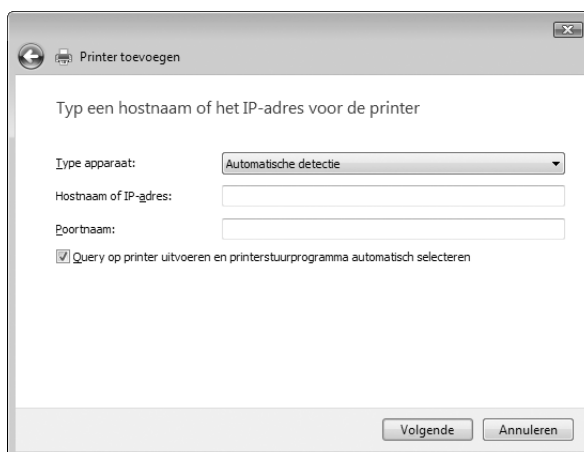 Printer toevoegen
Typ een hostnaam of het IP-adres voor de printer
Type apparaat: Automatische detectie
Hostnaam of IP-adres:
Poortnaam:
Query op printer uitvoeren en printerstuurprogramma automatisch selecteren
Volgende Annuleren